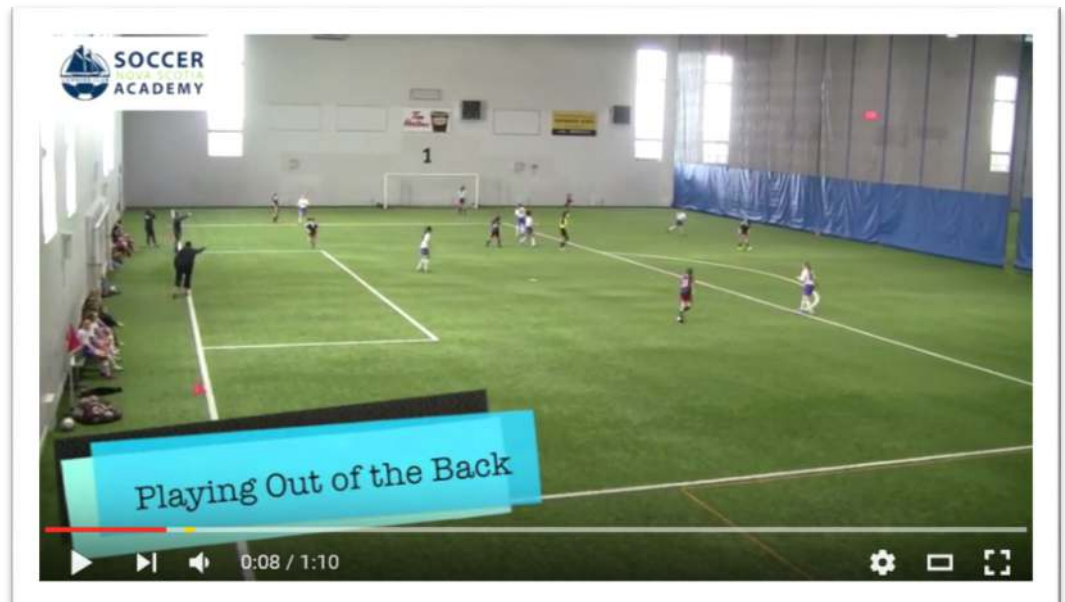 SOCCER
NOVA SCOTIA
ACADEMY
1
Playing Out of the Back
0:08 / 1:10